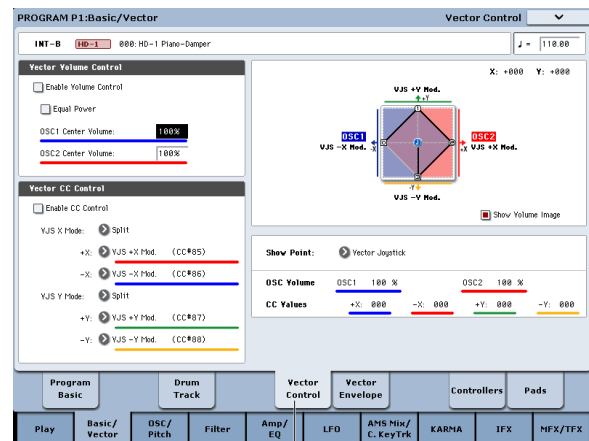 PROGRAM P1:Basic/Vector Vector Control
INT-B HD-1 000: HD-1 Piano-Damper ♩ = 110.00
Vector Volume Control
Enable Volume Control
Equal Power
OSC1 Center Volume: 100%
OSC2 Center Volume: 100%
Vector CC Control
Enable CC Control
VJS X Mode: Split
+X: VJS +X Mod. (CC#85)
-X: VJS -X Mod. (CC#86)
VJS Y Mode: Split
+Y: VJS +Y Mod. (CC#87)
-Y: VJS -Y Mod. (CC#88)
X: +000 Y: +000
VJS +Y Mod.
+Y
OSC1 OSC2
VJS -X Mod. -X +X VJS +X Mod.
-Y
VJS -Y Mod.
Show Volume Image
Show Point: Vector Joystick
OSC Volume OSC1 100 % OSC2 100 %
CC Values +X: 000 -X: 000 +Y: 000 -Y: 000
Program Basic
Drum Track
Vector Control
Vector Envelope
Controllers
Pads
Play
Basic/ Vector
OSC/ Pitch
Filter
Amp/ EQ
LFO
AMS Mix/ C. KeyTrk
KARMA
IFX
MFX/TFX